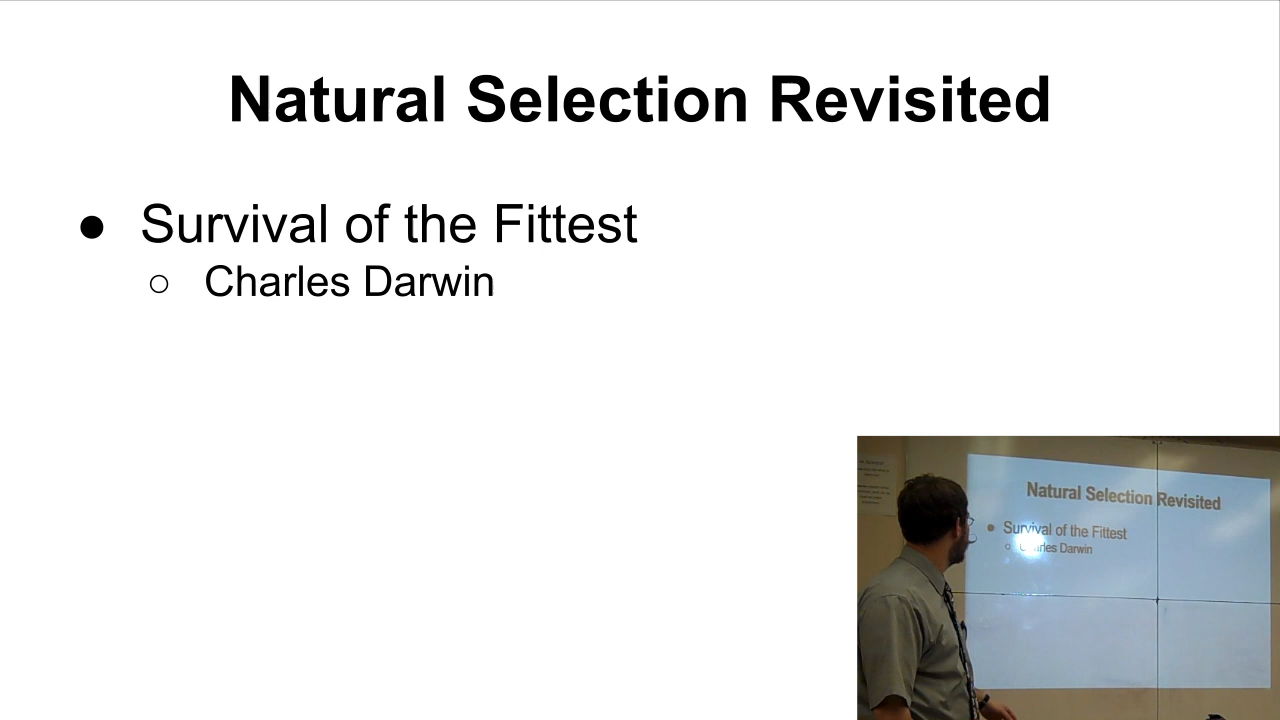 Natural Selection Revisited
● Survival of the Fittest
○ Charles Darwin
Natural Selection Revisited
● Survival of the Fittest
○ Charles Darwin